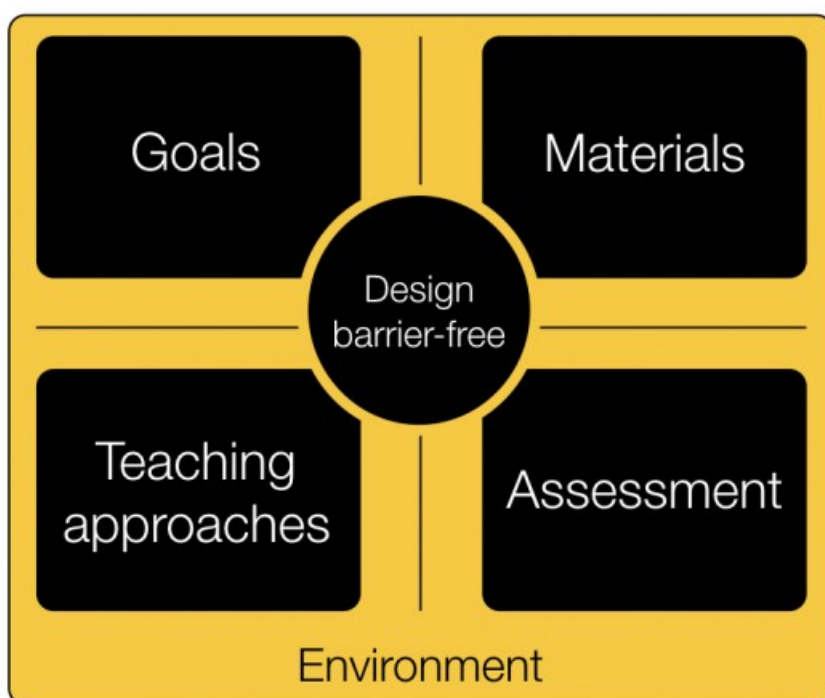 Goals
Materials
Design
barrier-free
Teaching
approaches
Assessment
Environment